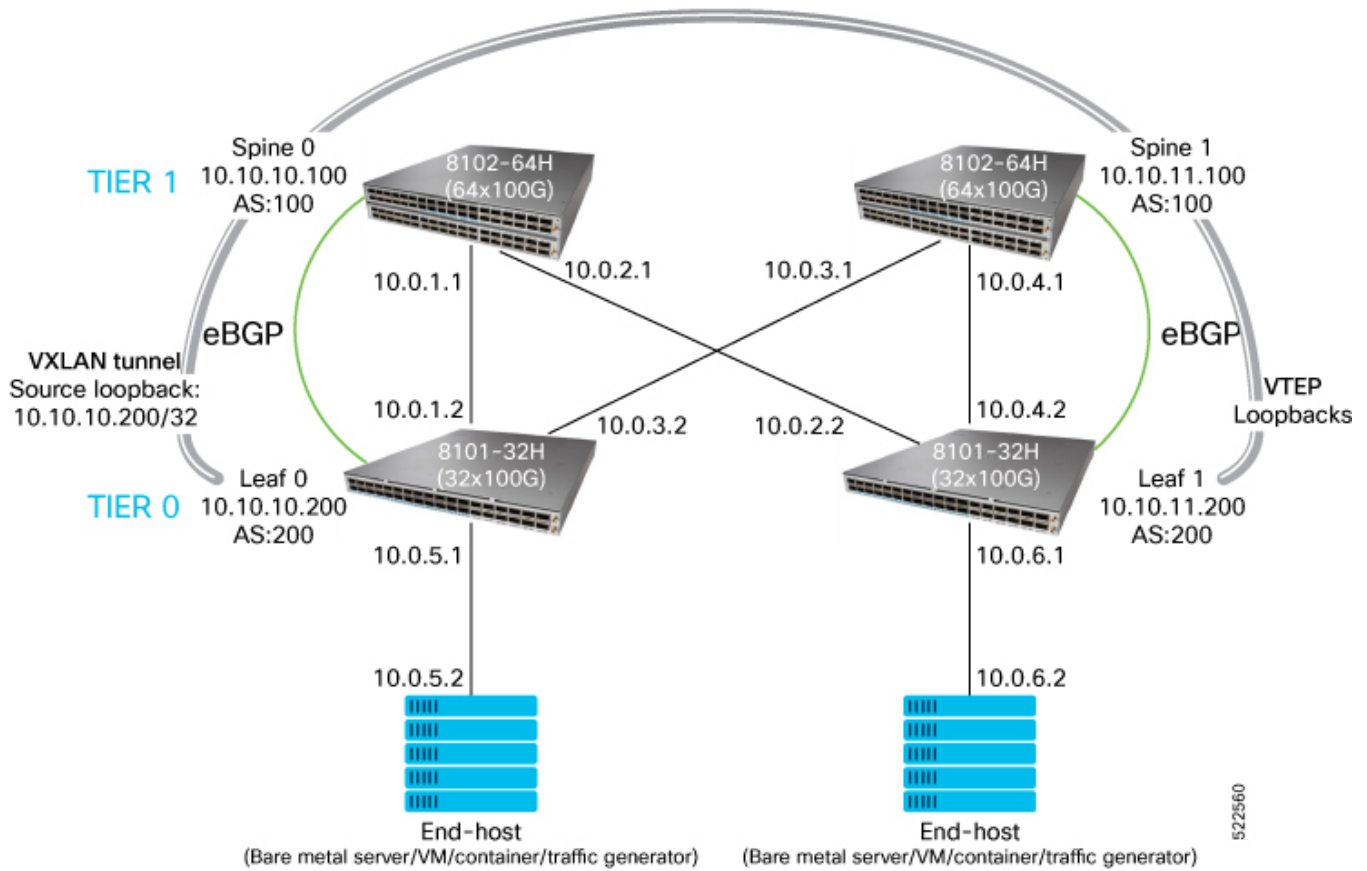 Spine 0
10.10.10.100
AS:100
TIER 1
8102-64H
(64x100G)
8102-64H
(64x100G)
Spine 1
10.10.11.100
AS:100
10.0.1.1
10.0.2.1
10.0.3.1
10.0.4.1
eBGP
eBGP
VXLAN tunnel
Source loopback:
10.10.10.200/32
VTEP
Loopbacks
10.0.1.2
10.0.3.2
10.0.2.2
10.0.4.2
8101-32H
(32x100G)
8101-32H
(32x100G)
TIER 0
Leaf 0
10.10.10.200
AS:200
Leaf 1
10.10.11.200
AS:200
10.0.5.1
10.0.6.1
10.0.5.2
10.0.6.2
End-host
(Bare metal server/VM/container/traffic generator)
End-host
(Bare metal server/VM/container/traffic generator)
522560